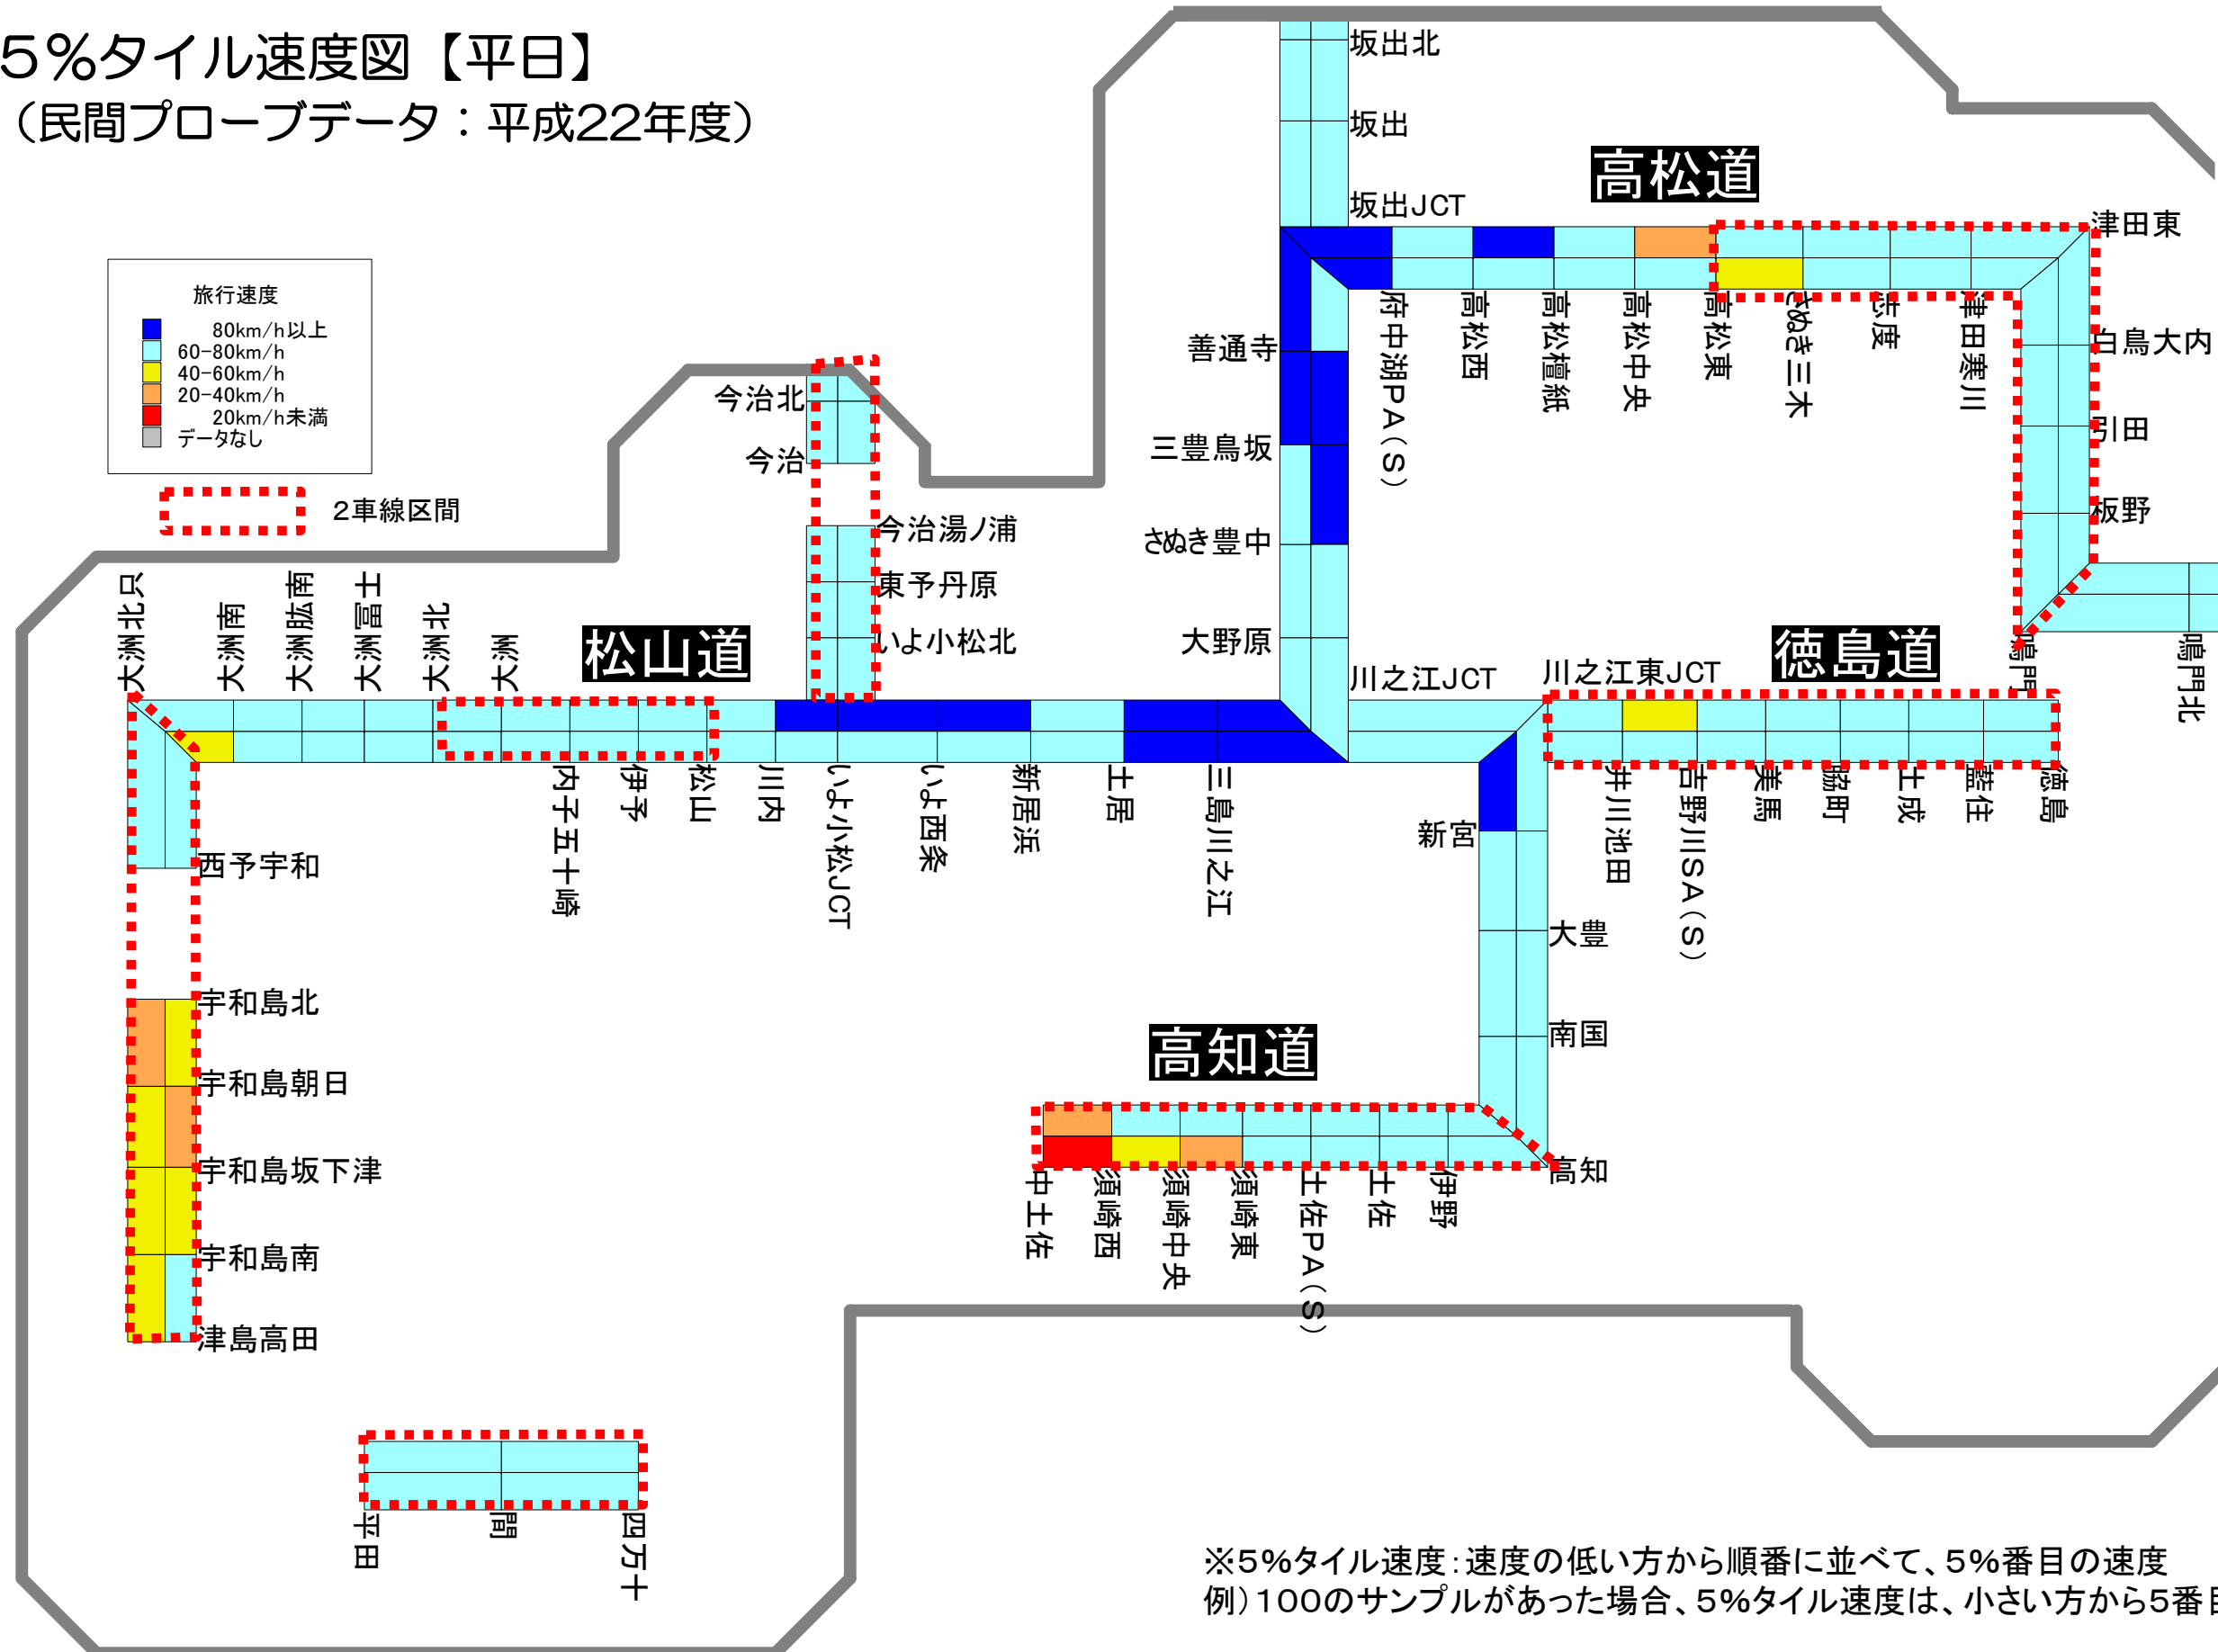 5%タイル速度図【平日】
（民間プローブデータ：平成22年度）
坂出北
坂出
坂出JCT
高松道
津田東
旅行速度
80km/h以上
60-80km/h
40-60km/h
20-40km/h
20km/h未満
データなし
2車線区間
府中湖PA(S)
高松西
高松檀紙
高松中央
高松東
さぬき三木
志度
津田寒川
白鳥大内
引田
板野
鳴門
鳴門北
善通寺
三豊鳥坂
さぬき豊中
大野原
今治北
今治
今治湯ノ浦
東予丹原
いよ小松北
大洲北只
大洲南
大洲肱南
大洲富士
大洲北
大洲
松山道
川之江JCT
川之江東JCT
徳島道
内子五十崎
伊予
松山
川内
いよ小松JCT
いよ西条
新居浜
土居
三島川之江
新宮
井川池田
吉野川SA(S)
美馬
脇町
土成
藍住
徳島
西予宇和
大豊
南国
宇和島北
宇和島朝日
宇和島坂下津
宇和島南
津島高田
高知道
高知
中土佐
須崎西
須崎中央
須崎東
土佐PA(S)
土佐
伊野
平田
間
四万十
※5%タイル速度：速度の低い方から順番に並べて、5%番目の速度
例）100のサンプルがあった場合、5%タイル速度は、小さい方から5番目